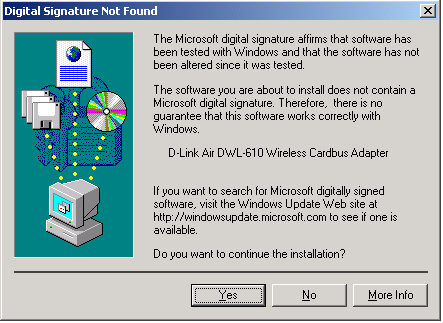 Digital Signature Not Found
The Microsoft digital signature affirms that software has
been tested with Windows and that the software has not
been altered since it was tested.
The software you are about to install does not contain a
Microsoft digital signature. Therefore, there is no
guarantee that this software works correctly with
Windows.
D-Link Air DWL-610 Wireless Cardbus Adapter
If you want to search for Microsoft digitally signed
software, visit the Windows Update Web site at
http://windowsupdate.microsoft.com to see if one is
available.
Do you want to continue the installation?
Yes
No
More Info